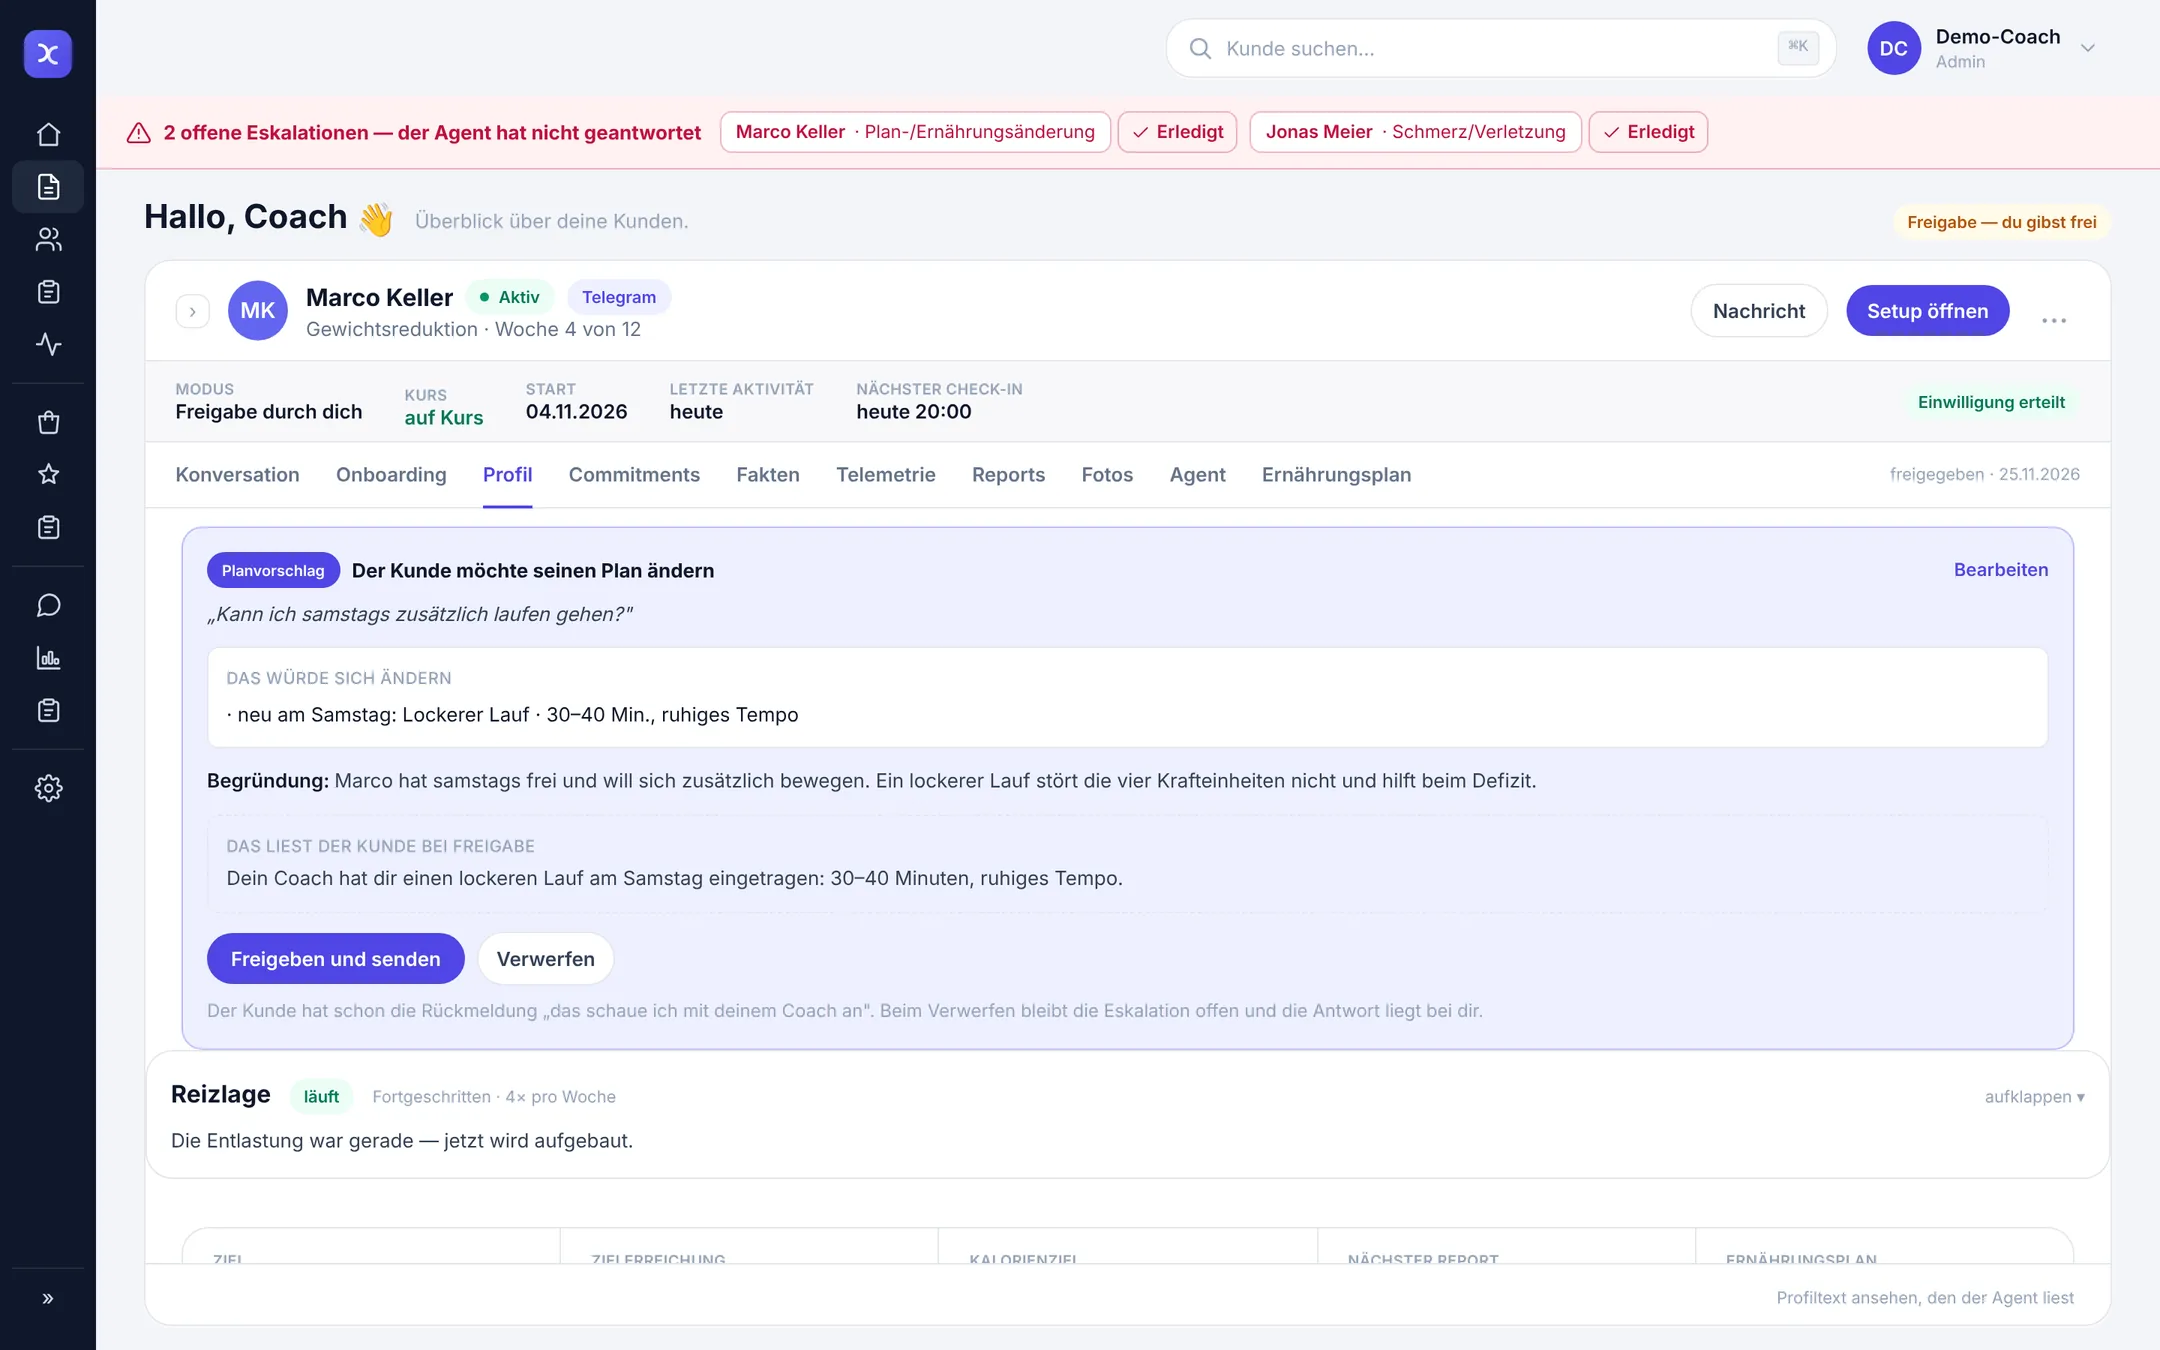 Kunde suchen...
⌘K
DC
Demo-Coach
Admin
2 offene Eskalationen — der Agent hat nicht geantwortet
Marco Keller · Plan-/Ernährungsänderung
✓ Erledigt
Jonas Meier · Schmerz/Verletzung
✓ Erledigt
Hallo, Coach 👋
Überblick über deine Kunden.
Freigabe — du gibst frei
MK
Marco Keller
Aktiv
Telegram
Gewichtsreduktion · Woche 4 von 12
Nachricht
Setup öffnen
...
MODUS
Freigabe durch dich
KURS
auf Kurs
START
04.11.2026
LETZTE AKTIVITÄT
heute
NÄCHSTER CHECK-IN
heute 20:00
Einwilligung erteilt
Konversation
Onboarding
Profil
Commitments
Fakten
Telemetrie
Reports
Fotos
Agent
Ernährungsplan
freigegeben · 25.11.2026
Planvorschlag
Der Kunde möchte seinen Plan ändern
Bearbeiten
„Kann ich samstags zusätzlich laufen gehen?"
DAS WÜRDE SICH ÄNDERN
· neu am Samstag: Lockerer Lauf · 30–40 Min., ruhiges Tempo
Begründung: Marco hat samstags frei und will sich zusätzlich bewegen. Ein lockerer Lauf stört die vier Krafteinheiten nicht und hilft beim Defizit.
DAS LIEST DER KUNDE BEI FREIGABE
Dein Coach hat dir einen lockeren Lauf am Samstag eingetragen: 30–40 Minuten, ruhiges Tempo.
Freigeben und senden
Verwerfen
Der Kunde hat schon die Rückmeldung „das schaue ich mit deinem Coach an". Beim Verwerfen bleibt die Eskalation offen und die Antwort liegt bei dir.
Reizlage
läuft
Fortgeschritten · 4× pro Woche
aufklappen ▾
Die Entlastung war gerade — jetzt wird aufgebaut.
ZIEL
ZIELERREICHUNG
KALORIENZIEL
NÄCHSTER REPORT
ERNÄHRUNGSPLAN
Profiltext ansehen, den der Agent liest